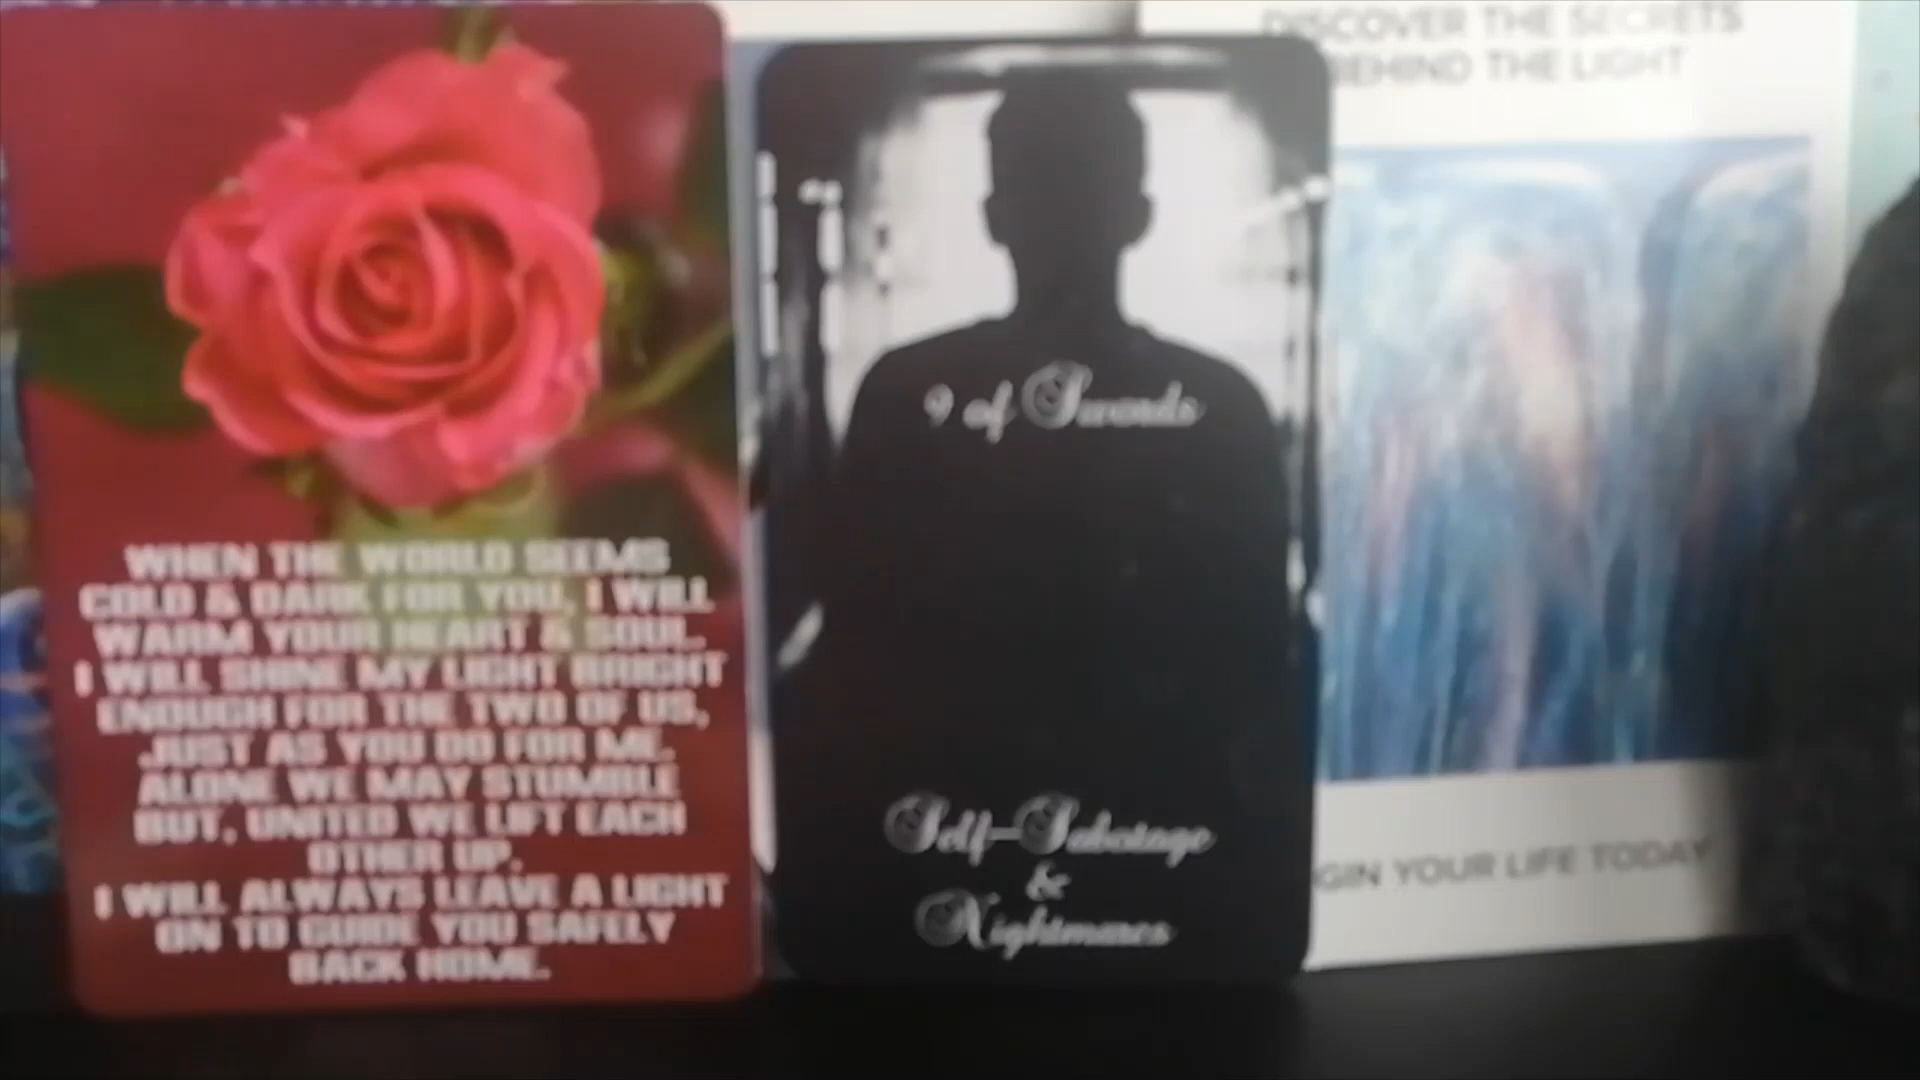 WHEN THE WORLD SEEMS
COLD & DARK FOR YOU, I WILL
WARM YOUR HEART & SOUL.
I WILL SHINE MY LIGHT BRIGHT
ENOUGH FOR THE TWO OF US,
JUST AS YOU DO FOR ME.
ALONE WE MAY STUMBLE
BUT, UNITED WE LIFT EACH
OTHER UP.
I WILL ALWAYS LEAVE A LIGHT
ON TO GUIDE YOU SAFELY
BACK HOME.
9 of Swords
Self-Sabotage
&
Nightmares
DISCOVER THE SECRETS
BEHIND THE LIGHT
GIN YOUR LIFE TODAY